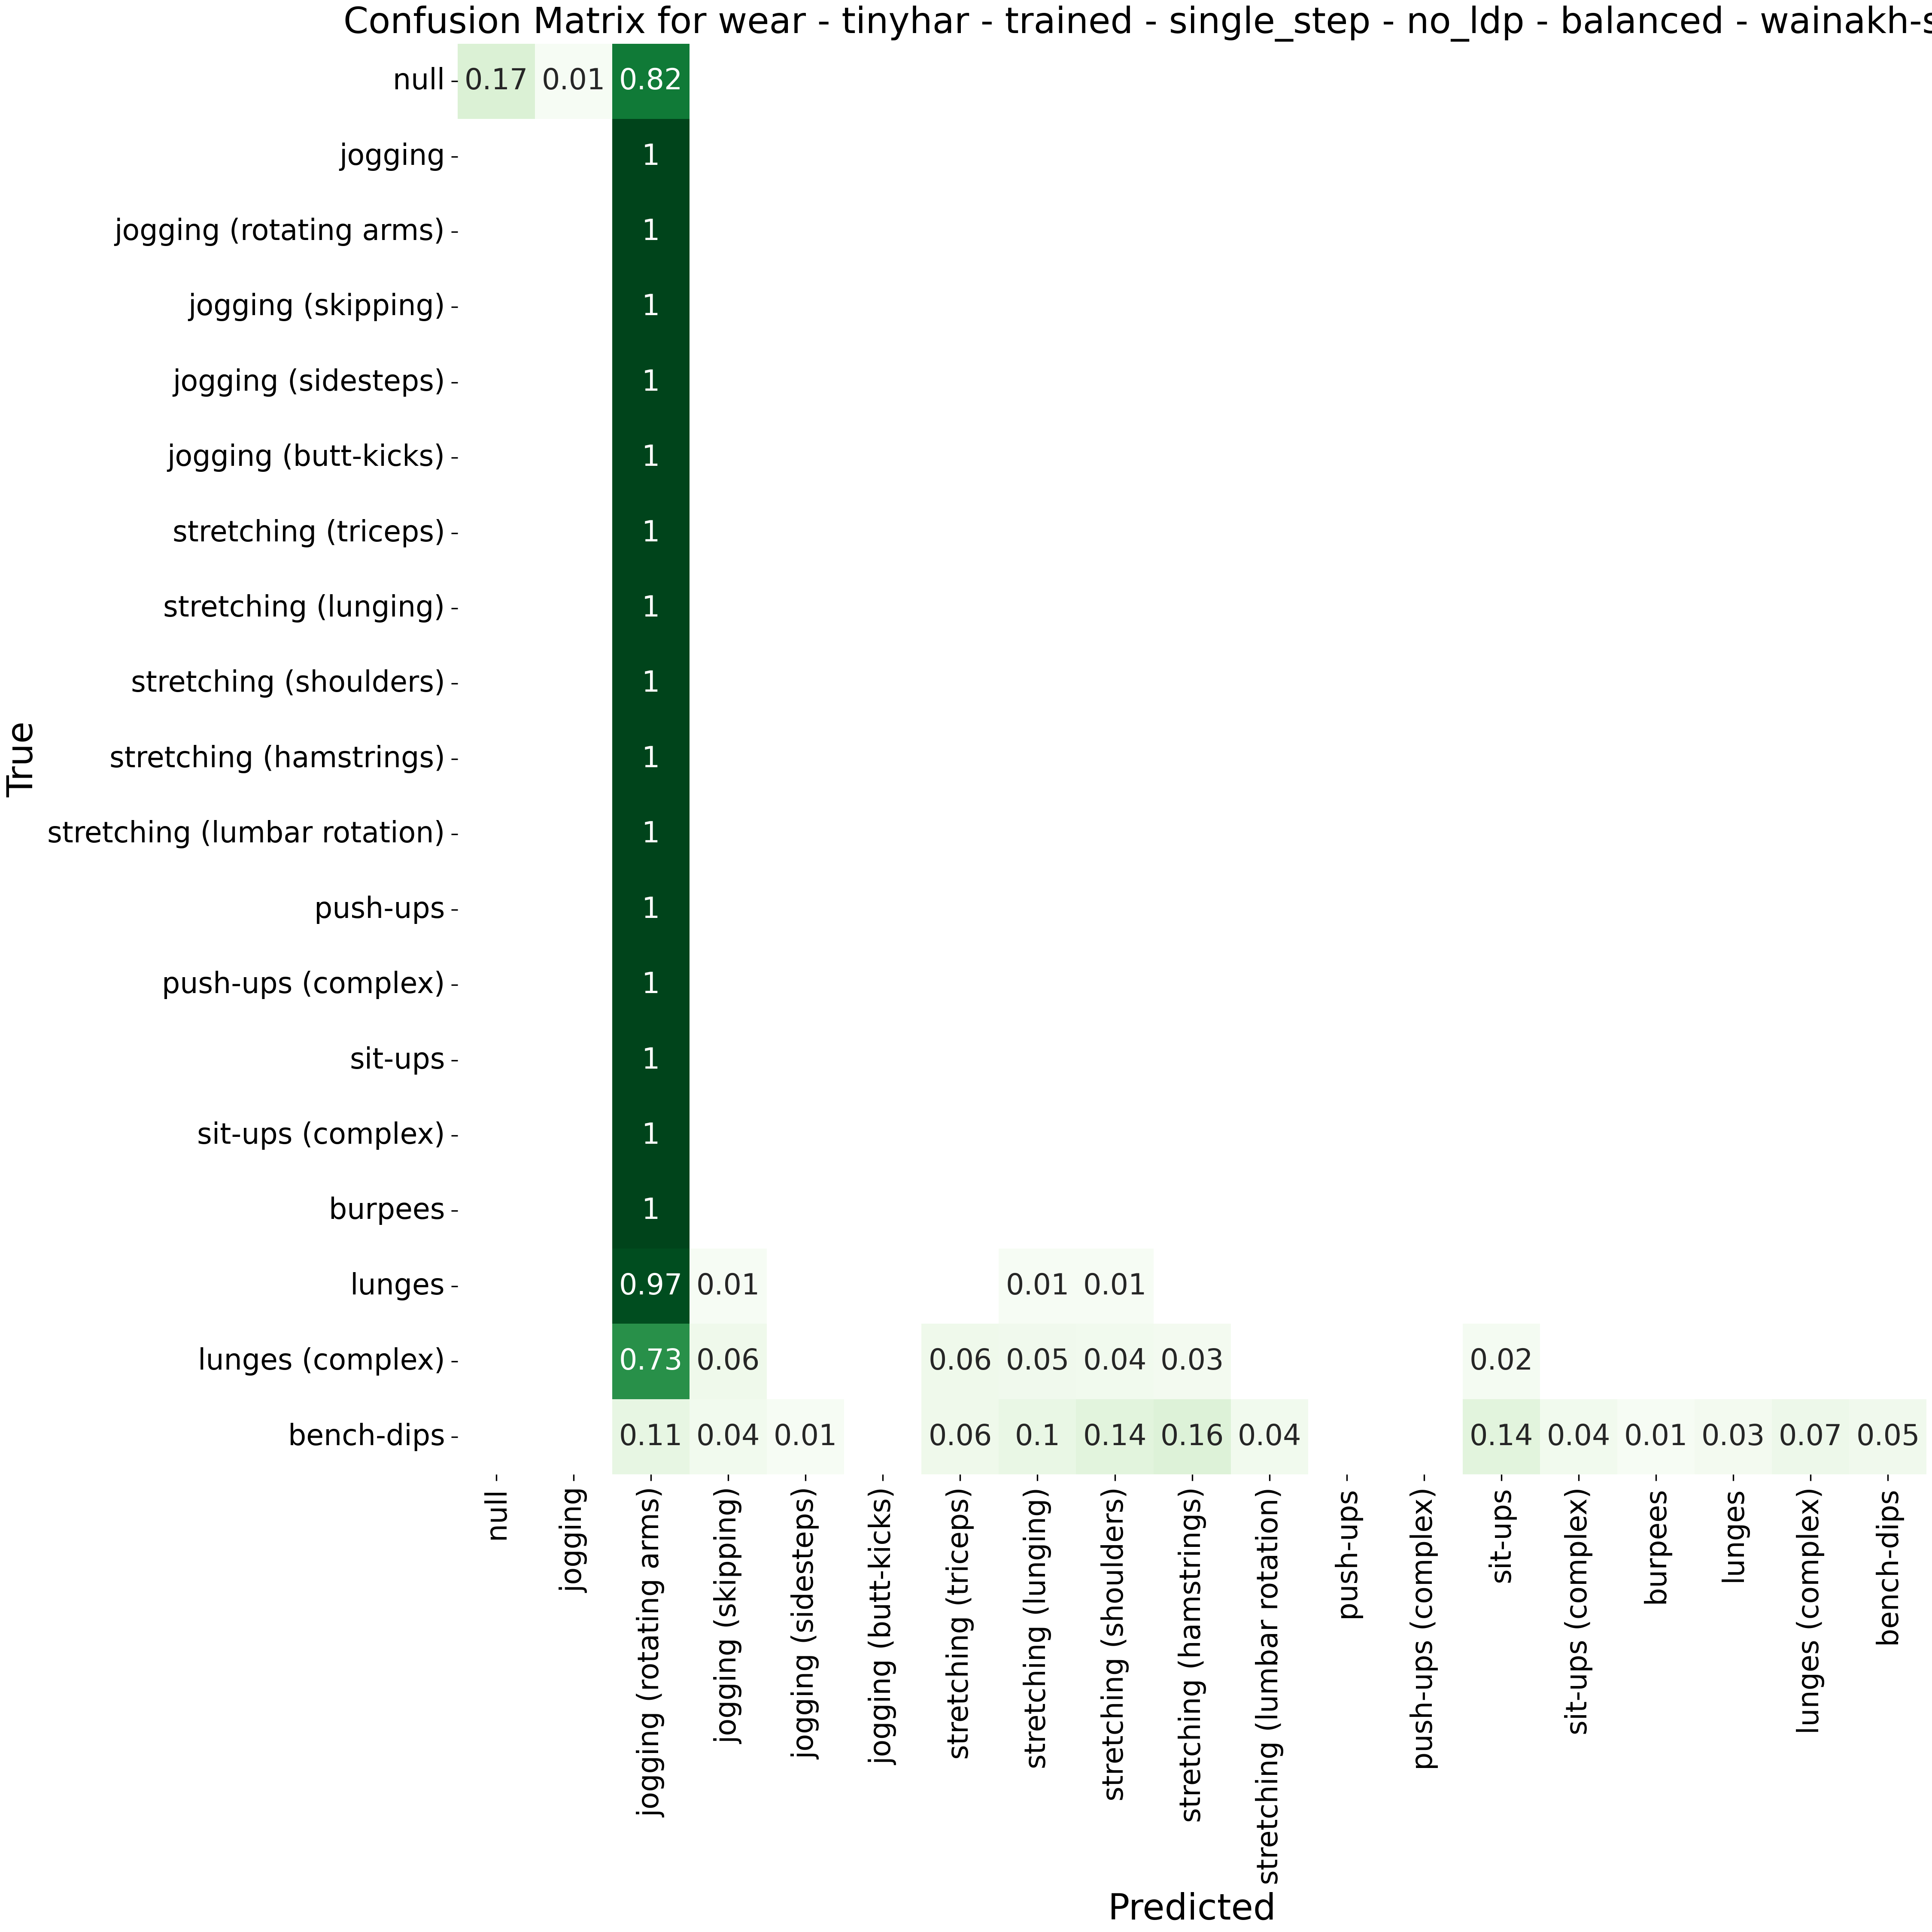 Confusion Matrix for wear - tinyhar - trained - single_step - no_ldp - balanced - wainakh-s
null 0.17 0.01 0.82
jogging 1
jogging (rotating arms) 1
jogging (skipping) 1
jogging (sidesteps) 1
jogging (butt-kicks) 1
stretching (triceps) 1
stretching (lunging) 1
stretching (shoulders) 1
stretching (hamstrings) 1
stretching (lumbar rotation) 1
push-ups 1
push-ups (complex) 1
sit-ups 1
sit-ups (complex) 1
burpees 1
lunges 0.97 0.01 0.01 0.01
lunges (complex) 0.73 0.06 0.06 0.05 0.04 0.03 0.02
bench-dips 0.11 0.04 0.01 0.06 0.1 0.14 0.16 0.04 0.14 0.04 0.01 0.03 0.07 0.05
True
null
jogging
jogging (rotating arms)
jogging (skipping)
jogging (sidesteps)
jogging (butt-kicks)
stretching (triceps)
stretching (lunging)
stretching (shoulders)
stretching (hamstrings)
stretching (lumbar rotation)
push-ups
push-ups (complex)
sit-ups
sit-ups (complex)
burpees
lunges
lunges (complex)
bench-dips
Predicted